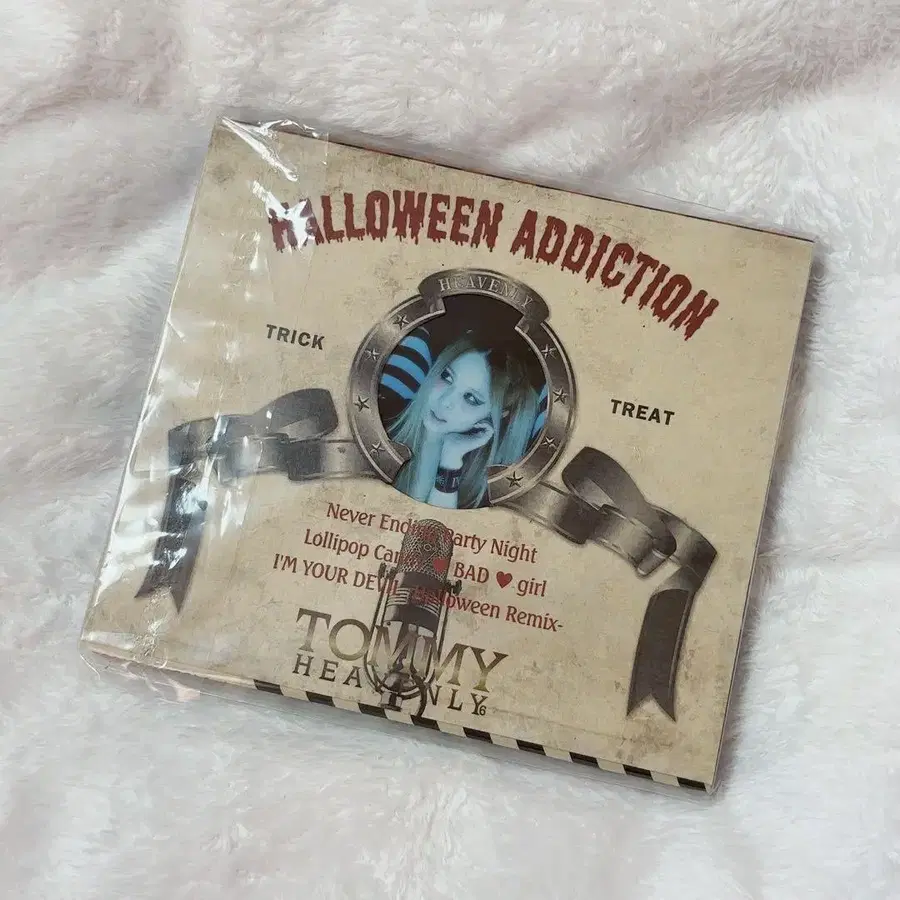 HALLOWEEN ADDICTION
HEAVENLY
TRICK
TREAT
Never Ending Party Night
Lollipop Candy ♥ BAD ♥ girl
I'M YOUR DEVIL -Halloween Remix-
TOMMY
HEAVENLY6